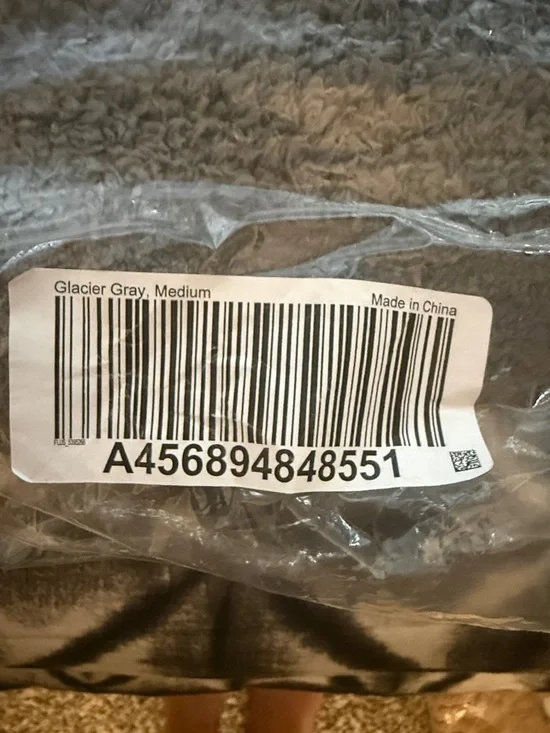 Glacier Gray, Medium
Made in China
A456894848551